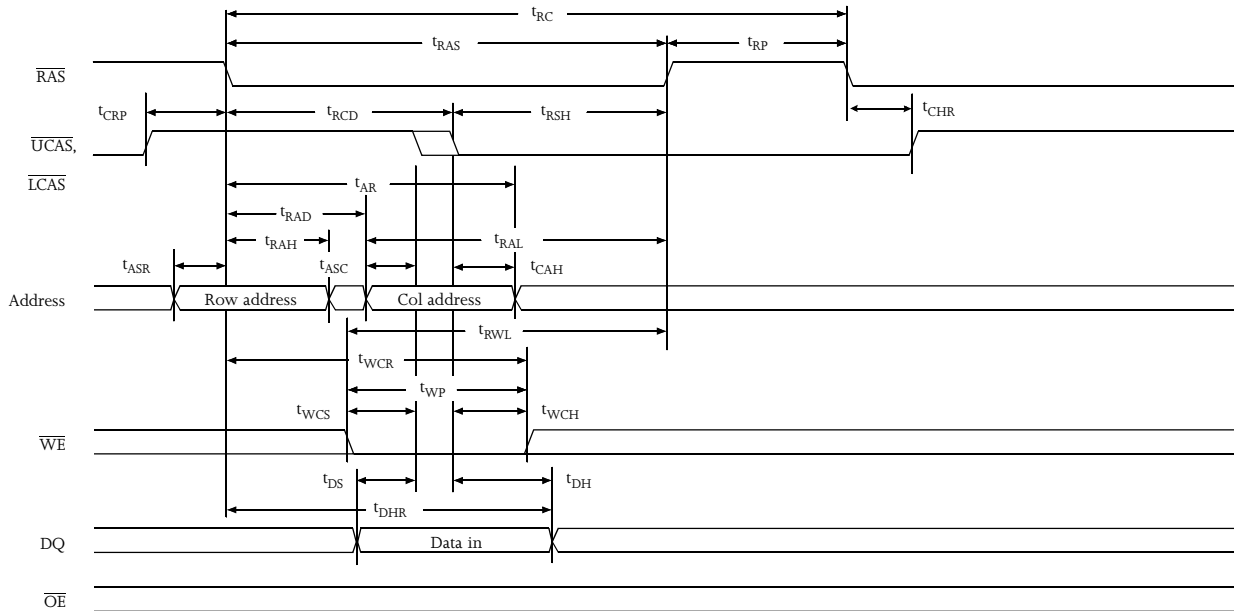 tRC
tRAS
tRP
RAS
tCRP
tRCD
tRSH
tCHR
UCAS,
LCAS
tAR
tRAD
tRAH
tRAL
tASR
tASC
tCAH
Address
Row address
Col address
tRWL
tWCR
tWP
tWCS
tWCH
WE
tDS
tDH
tDHR
DQ
Data in
OE